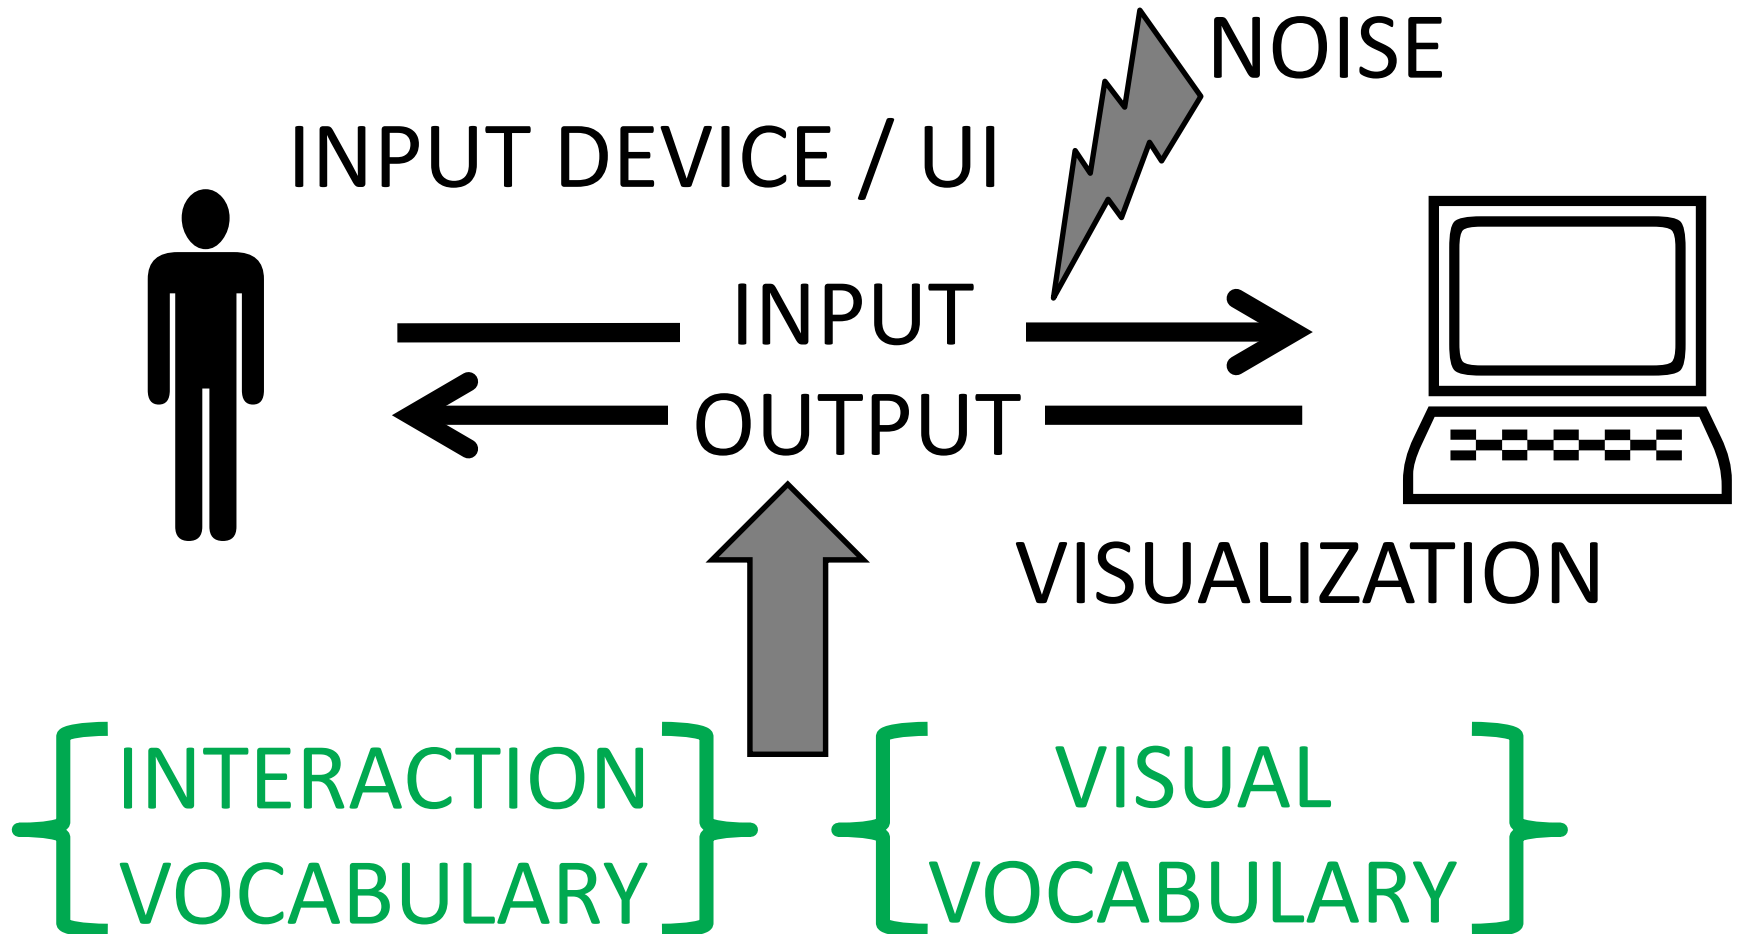 NOISE
INPUT DEVICE / UI
INPUT
OUTPUT
VISUALIZATION
INTERACTION
VOCABULARY
VISUAL
VOCABULARY